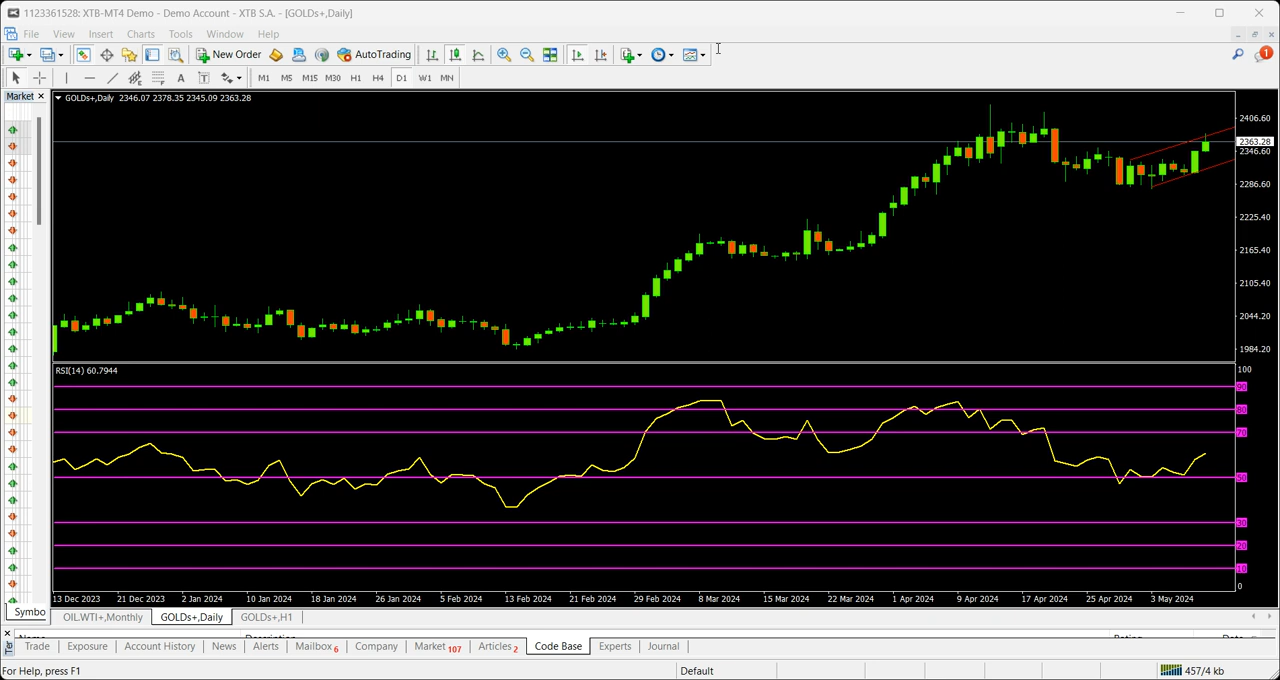 1123361528: XTB-MT4 Demo - Demo Account - XTB S.A. - [GOLDs+,Daily]
File View Insert Charts Tools Window Help
New Order AutoTrading 1
A T M1 M5 M15 M30 H1 H4 D1 W1 MN
Market
GOLDs+,Daily 2346.07 2378.35 2345.09 2363.28
2406.60
2363.28
2346.60
2286.60
2225.40
2165.40
2105.40
2044.20
1984.20
RSI(14) 60.7944
100
90
80
70
50
30
20
10
0
13 Dec 2023 21 Dec 2023 2 Jan 2024 10 Jan 2024 18 Jan 2024 26 Jan 2024 5 Feb 2024 13 Feb 2024 21 Feb 2024 29 Feb 2024 8 Mar 2024 15 Mar 2024 22 Mar 2024 1 Apr 2024 9 Apr 2024 17 Apr 2024 25 Apr 2024 3 May 2024
Symbo OIL.WTI+,Monthly GOLDs+,Daily GOLDs+,H1
Trade Exposure Account History News Alerts Mailbox 6 Company Market 107 Articles 2 Code Base Experts Journal
For Help, press F1 Default 457/4 kb